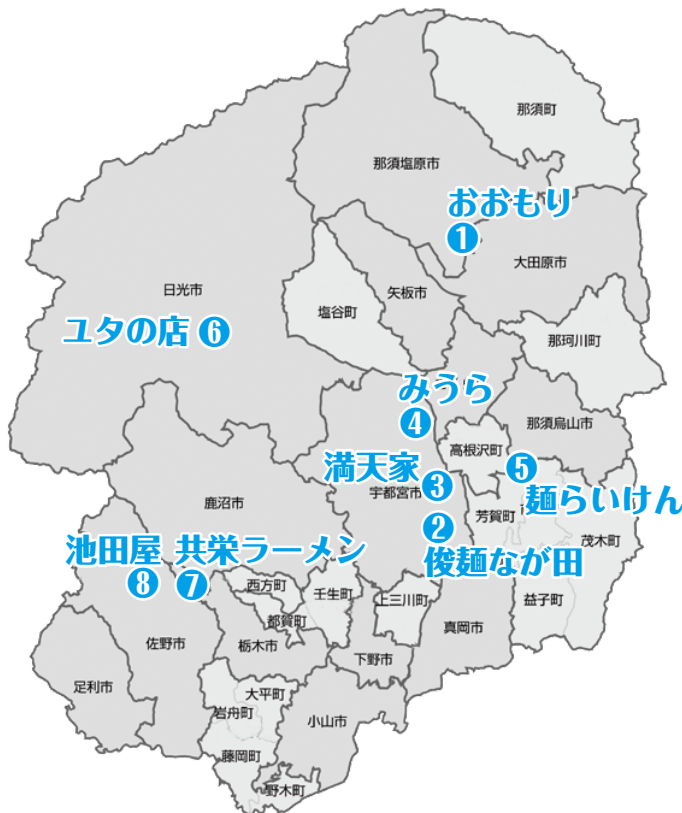 那須町
那須塩原市
おおもり
❶
大田原市
日光市
矢板市
塩谷町
ユタの店 ❻
那珂川町
みうら
❹
那須烏山市
高根沢町
満天家
❸
宇都宮市
❺
麺らいけん
鹿沼市
芳賀町
❷
茂木町
俊麺なが田
池田屋 共栄ラーメン
❽ ❼
西方町
壬生町
上三川町
益子町
都賀町
真岡市
佐野市
栃木市
下野市
足利市
大平町
岩舟町
小山市
藤岡町
野木町